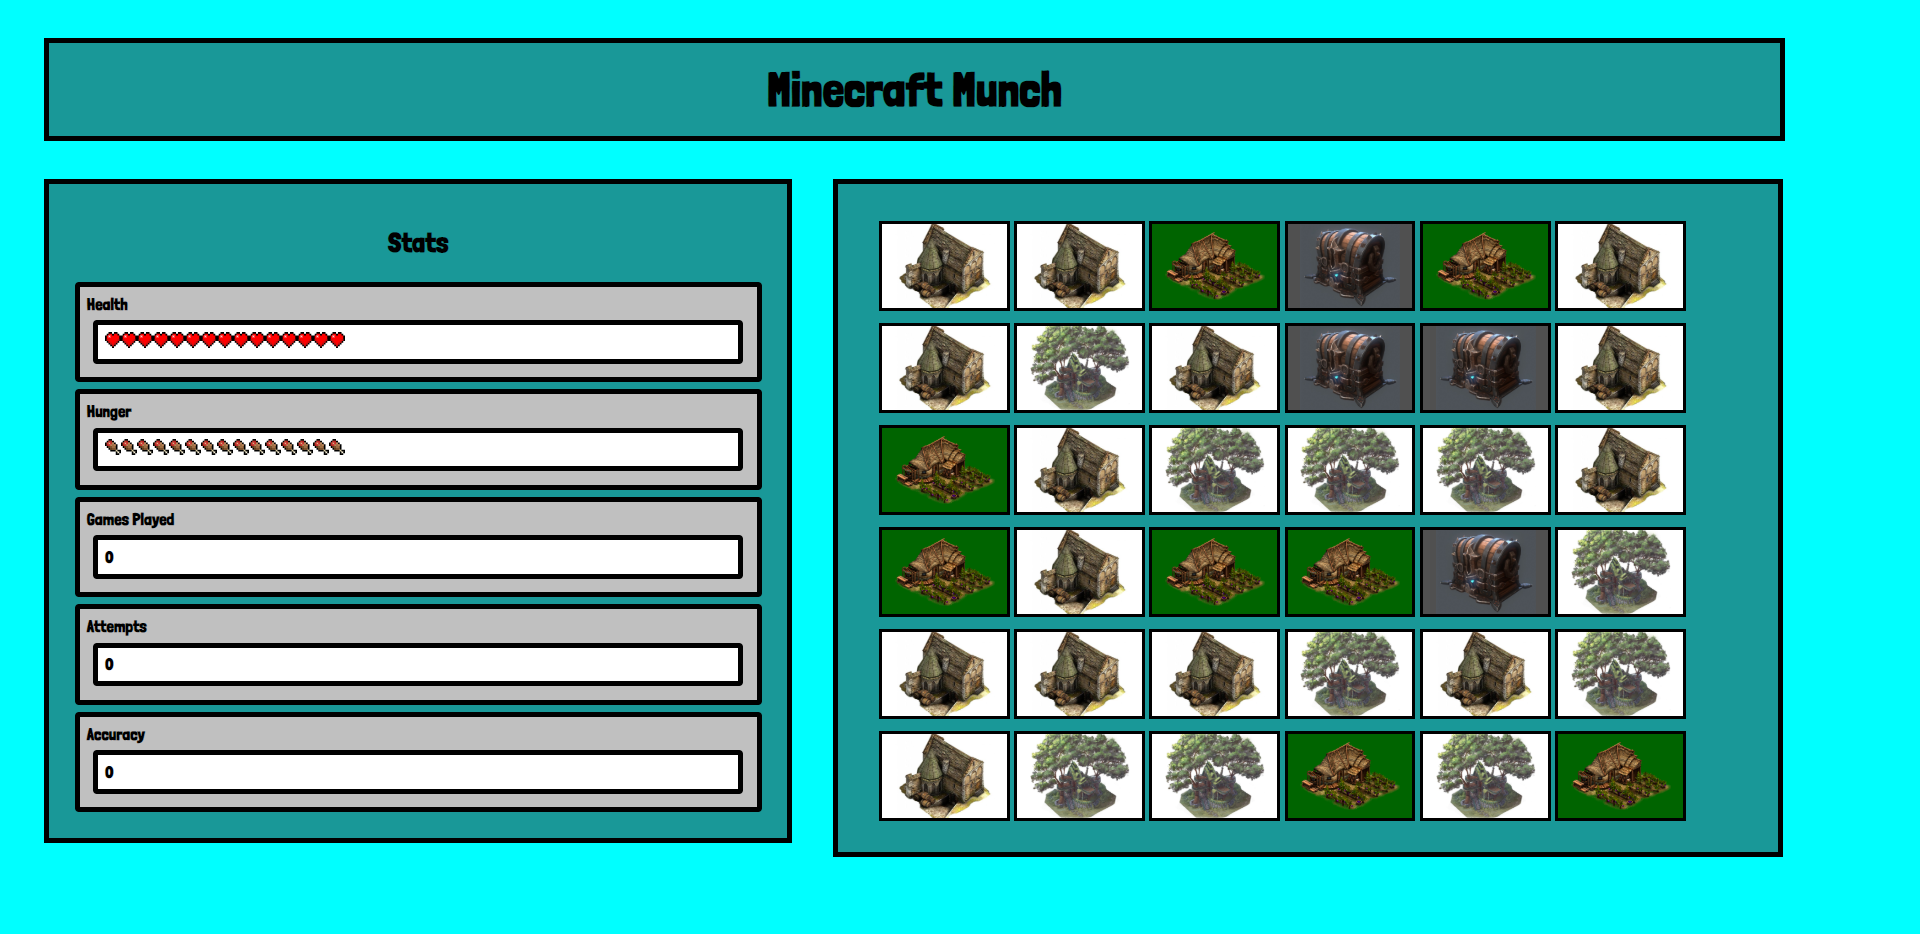 Minecraft Munch
Stats
Health
Hunger
Games Played
0
Attempts
0
Accuracy
0